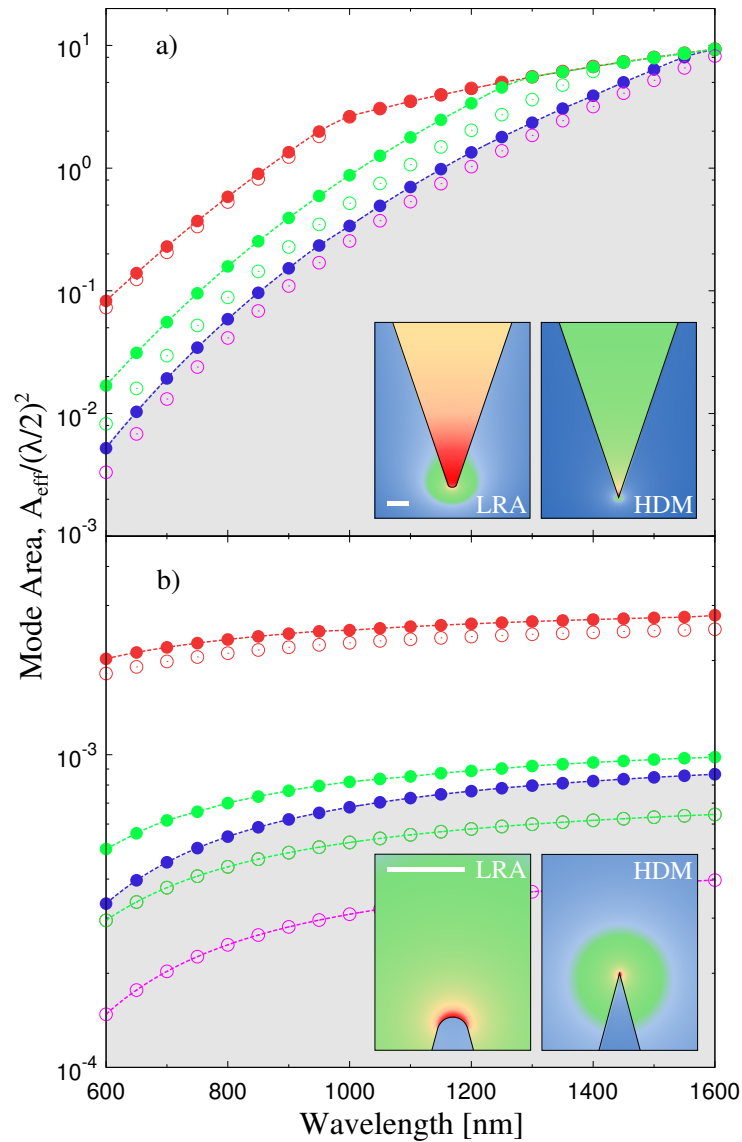 a)
10^1
10^0
10^-1
10^-2
10^-3
LRA
HDM
Mode Area, A_eff/(λ/2)^2
b)
10^-3
10^-4
LRA
HDM
600 800 1000 1200 1400 1600
Wavelength [nm]